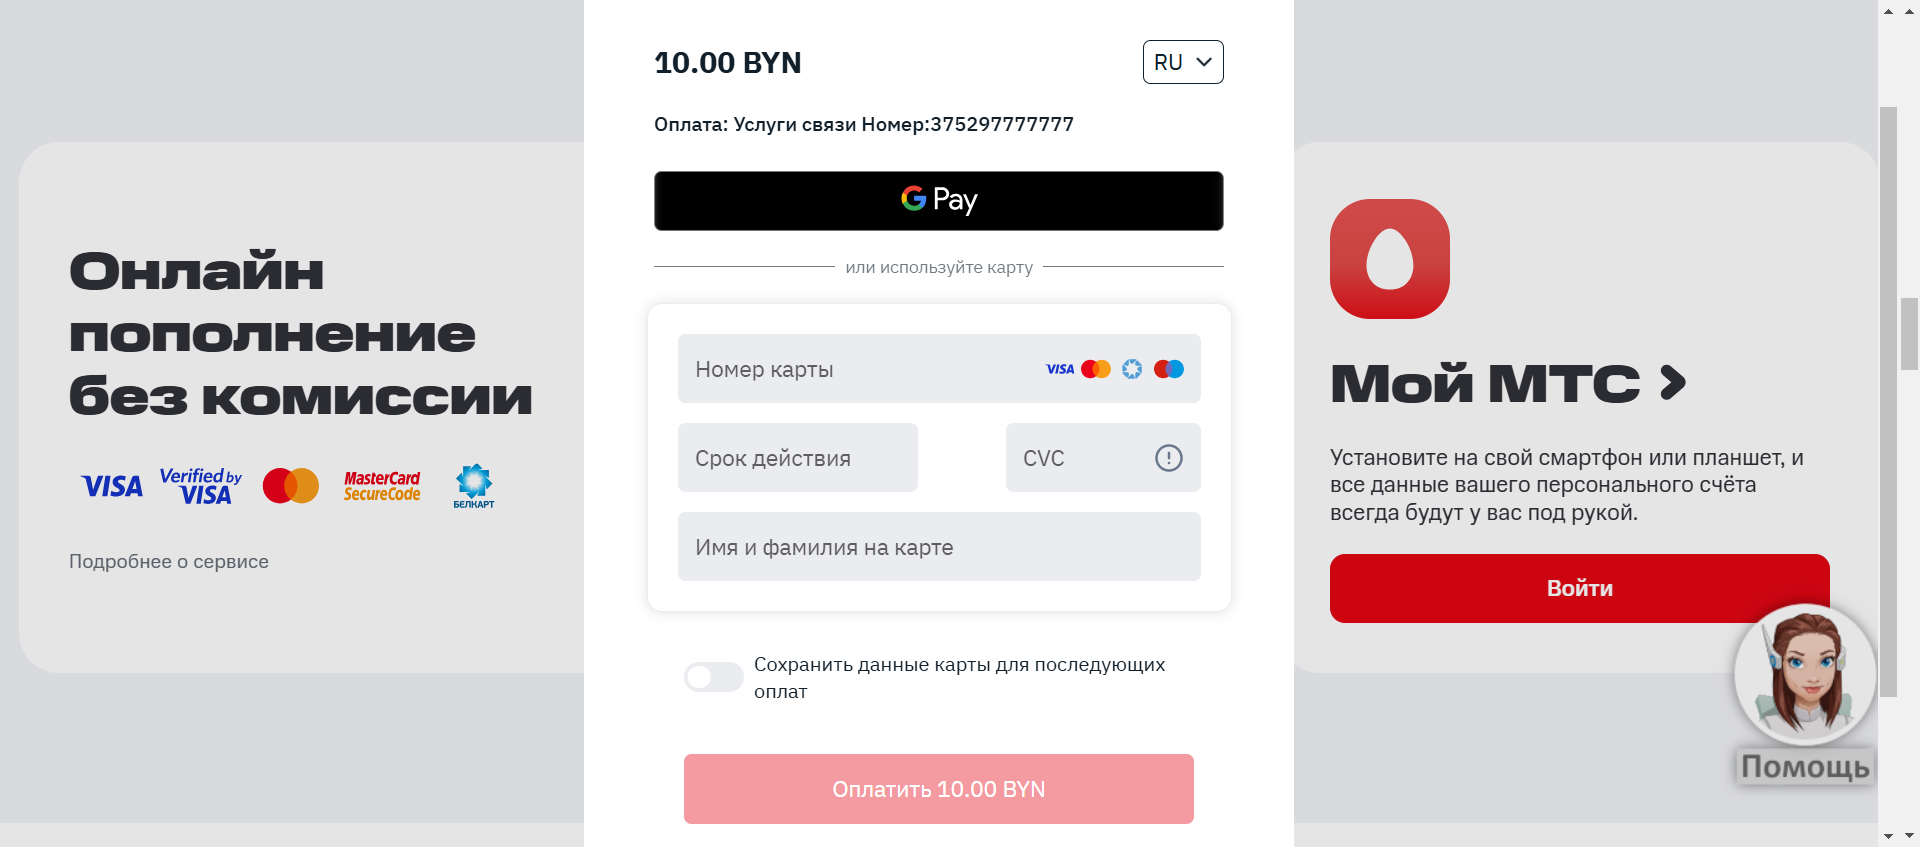 10.00 BYN
RU
Оплата: Услуги связи Номер:375297777777
G Pay
или используйте карту
Номер карты
VISA
Срок действия
CVC
Имя и фамилия на карте
Сохранить данные карты для последующих
оплат
Оплатить 10.00 BYN
Онлайн
пополнение
без комиссии
VISA
Verified by
VISA
MasterCard
SecureCode
БЕЛКАРТ
Подробнее о сервисе
Мой МТС >
Установите на свой смартфон или планшет, и
все данные вашего персонального счёта
всегда будут у вас под рукой.
Войти
Помощь